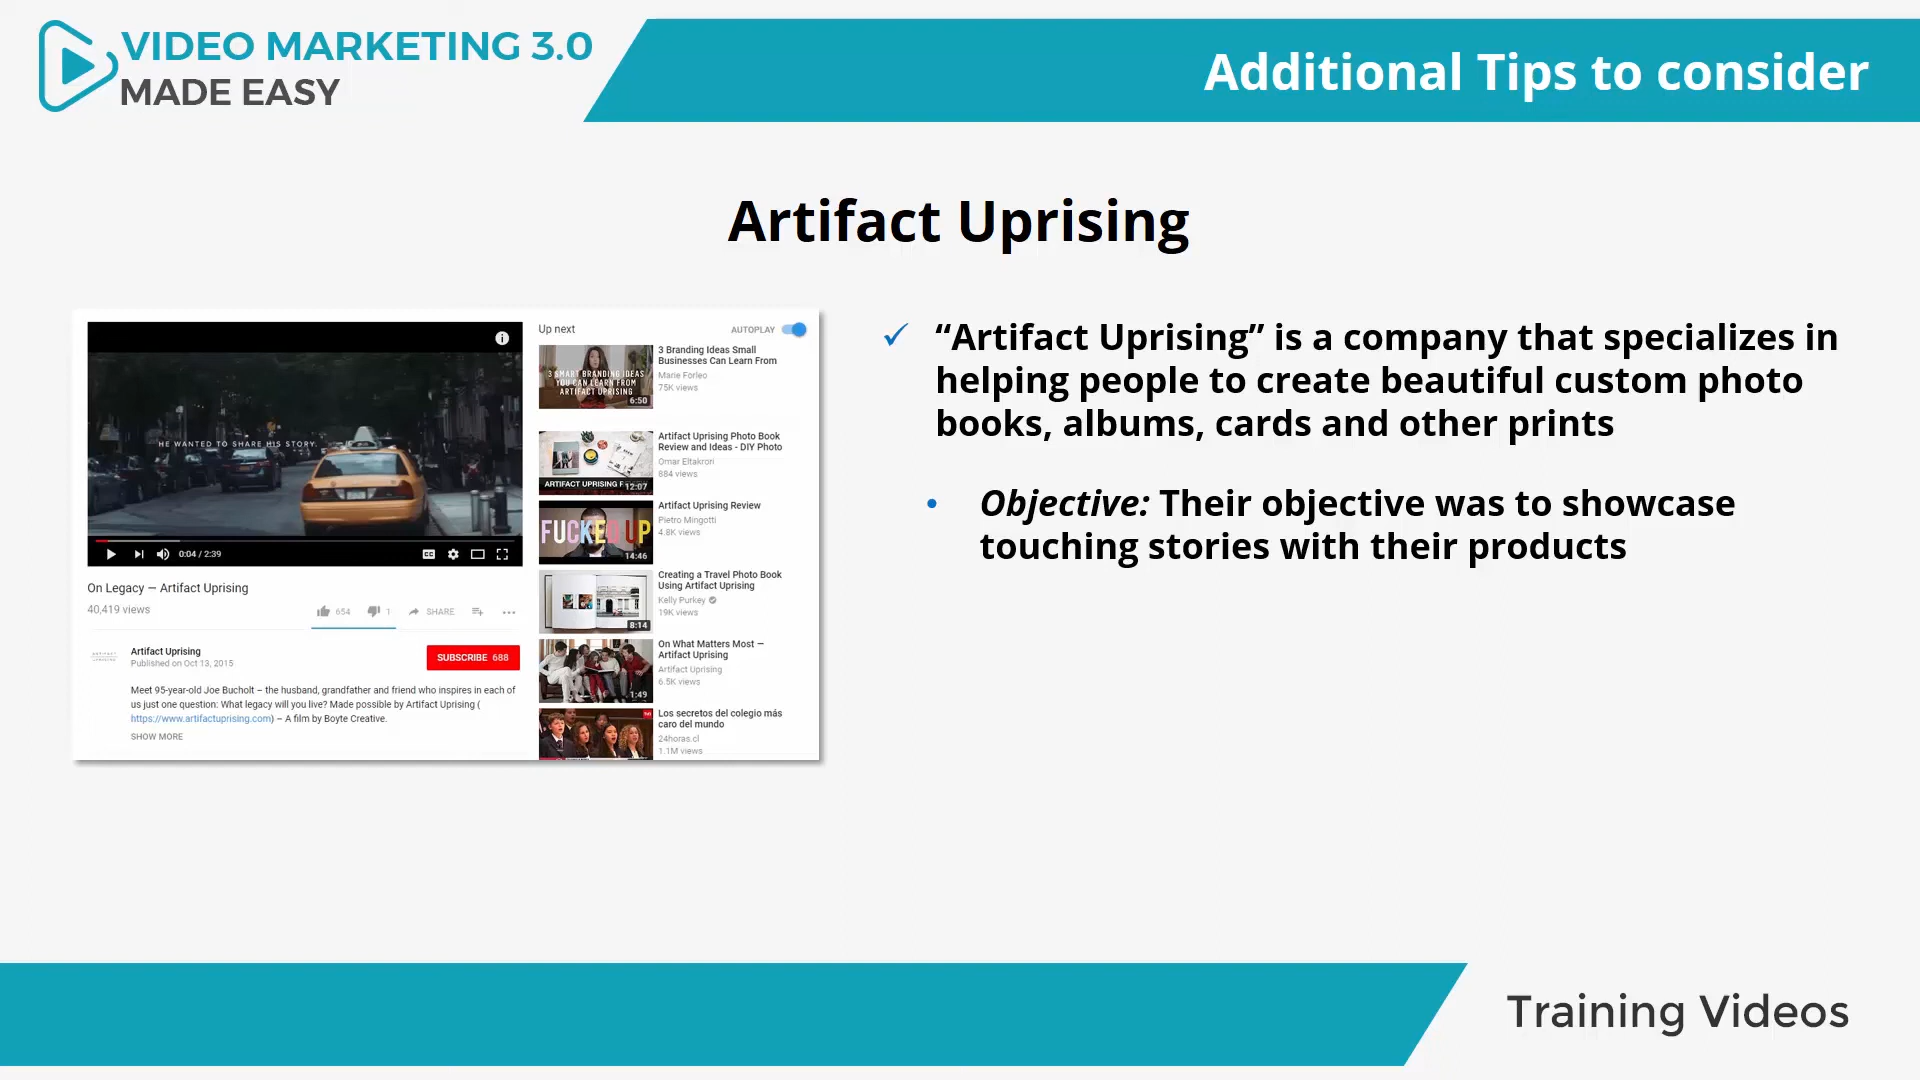 VIDEO MARKETING 3.0
MADE EASY
Additional Tips to consider
Artifact Uprising
HE WANTED TO SHARE HIS STORY.
0:04 / 2:39
CC
On Legacy — Artifact Uprising
40,419 views
654
1
SHARE
Artifact Uprising
Published on Oct 13, 2015
SUBSCRIBE 688
Meet 95-year-old Joe Bucholt – the husband, grandfather and friend who inspires in each of
us just one question: What legacy will you live? Made possible by Artifact Uprising (
https://www.artifactuprising.com) – A film by Boyte Creative.
SHOW MORE
Up next
AUTOPLAY
3 SMART BRANDING IDEAS
YOU CAN LEARN FROM
ARTIFACT UPRISING
6:50
3 Branding Ideas Small
Businesses Can Learn From
Marie Forleo
75K views
ARTIFACT UPRISING
12:07
Artifact Uprising Photo Book
Review and Ideas - DIY Photo
Omar Eltakrori
884 views
FUCKED UP
14:46
Artifact Uprising Review
Pietro Mingotti
4.8K views
8:14
Creating a Travel Photo Book
Using Artifact Uprising
Kelly Purkey
19K views
1:49
On What Matters Most —
Artifact Uprising
Artifact Uprising
6.5K views
Los secretos del colegio más
caro del mundo
24horas.cl
1.1M views
“Artifact Uprising” is a company that specializes in
helping people to create beautiful custom photo
books, albums, cards and other prints
Objective: Their objective was to showcase
touching stories with their products
Training Videos